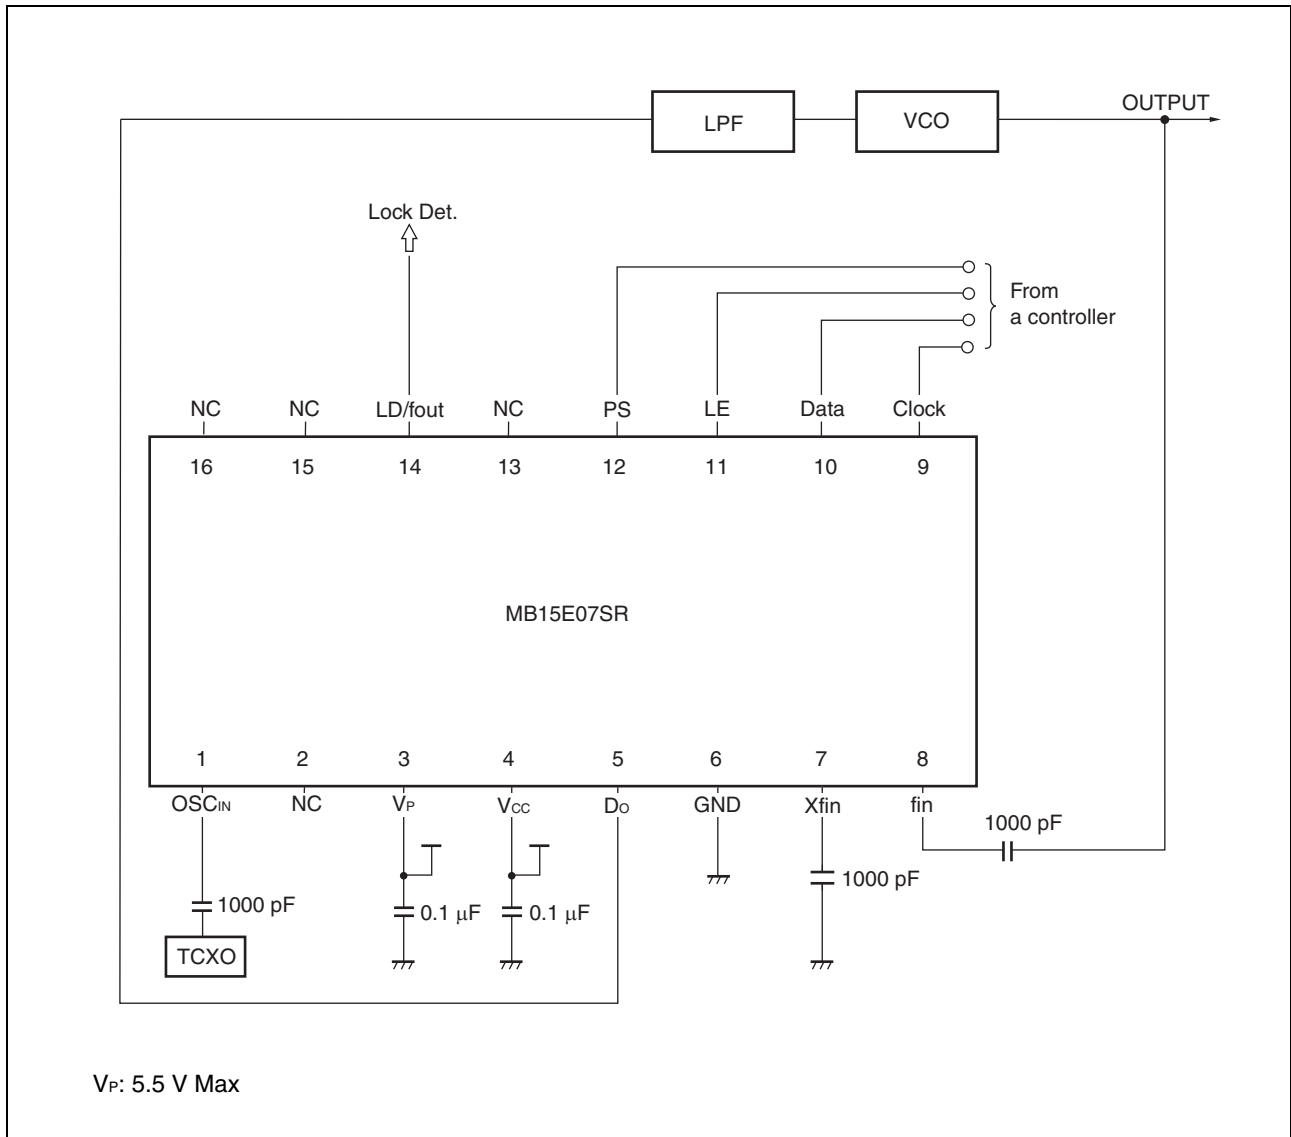 OUTPUT
LPF
VCO
Lock Det.
From
a controller
NC NC LD/fout NC PS LE Data Clock
16 15 14 13 12 11 10 9
MB15E07SR
1 2 3 4 5 6 7 8
OSCIN NC VP VCC DO GND Xfin fin
1000 pF
1000 pF
1000 pF
0.1 μF
0.1 μF
TCXO
VP: 5.5 V Max